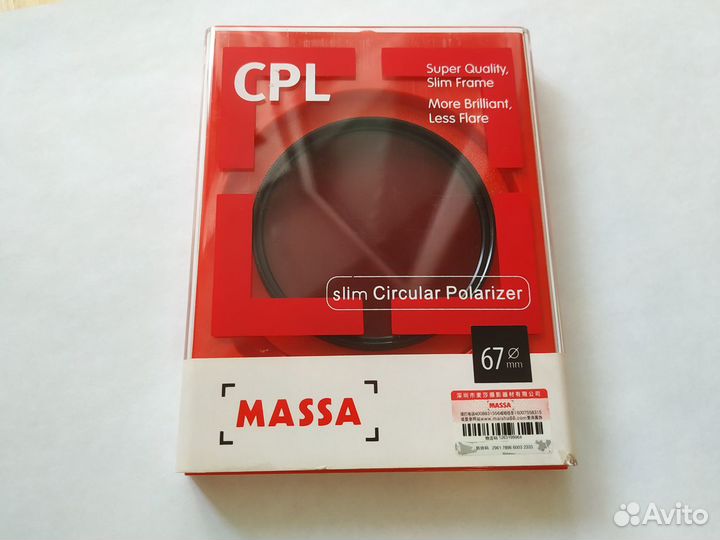 CPL
Super Quality,
Slim Frame
More Brilliant,
Less Flare
slim Circular Polarizer
67 Ø
mm
MASSA
MASSA
Avito